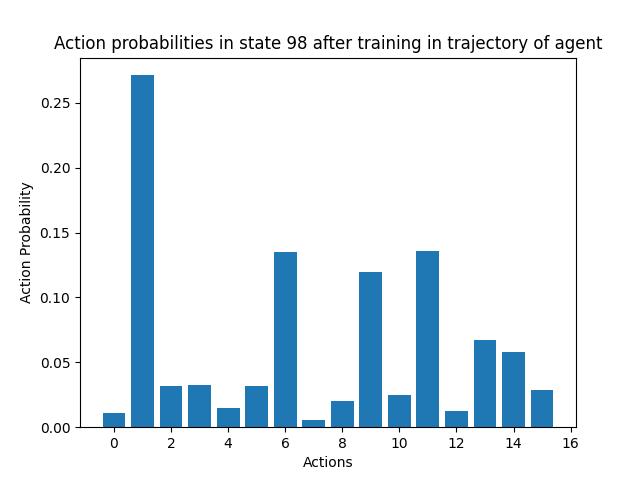 Action probabilities in state 98 after training in trajectory of agent
0.25
0.20
0.15
0.10
0.05
0.00
Action Probability
0 2 4 6 8 10 12 14 16
Actions